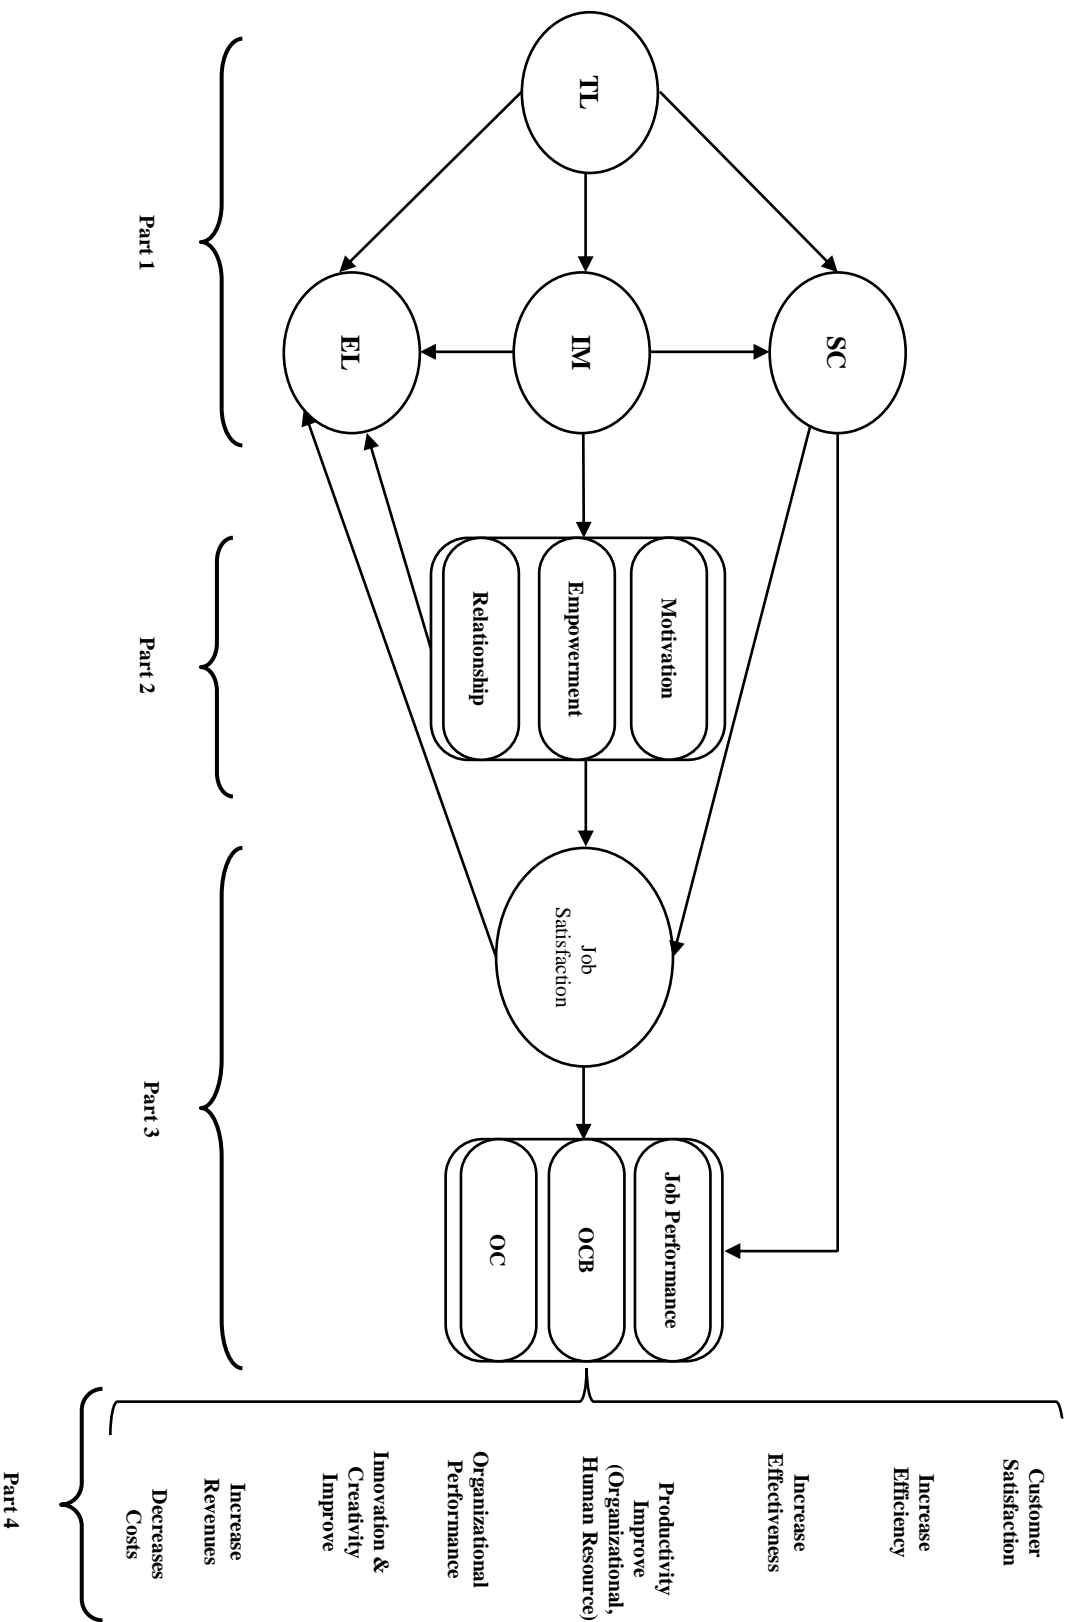 TL
SC
IM
EL
Motivation
Empowerment
Relationship
Job
Satisfaction
Job Performance
OCB
OC
Customer
Satisfaction
Increase
Efficiency
Increase
Effectiveness
Productivity
Improve
(Organizational,
Human Resource)
Organizational
Performance
Innovation &
Creativity
Improve
Increase
Revenues
Decreases
Costs
Part 1
Part 2
Part 3
Part 4